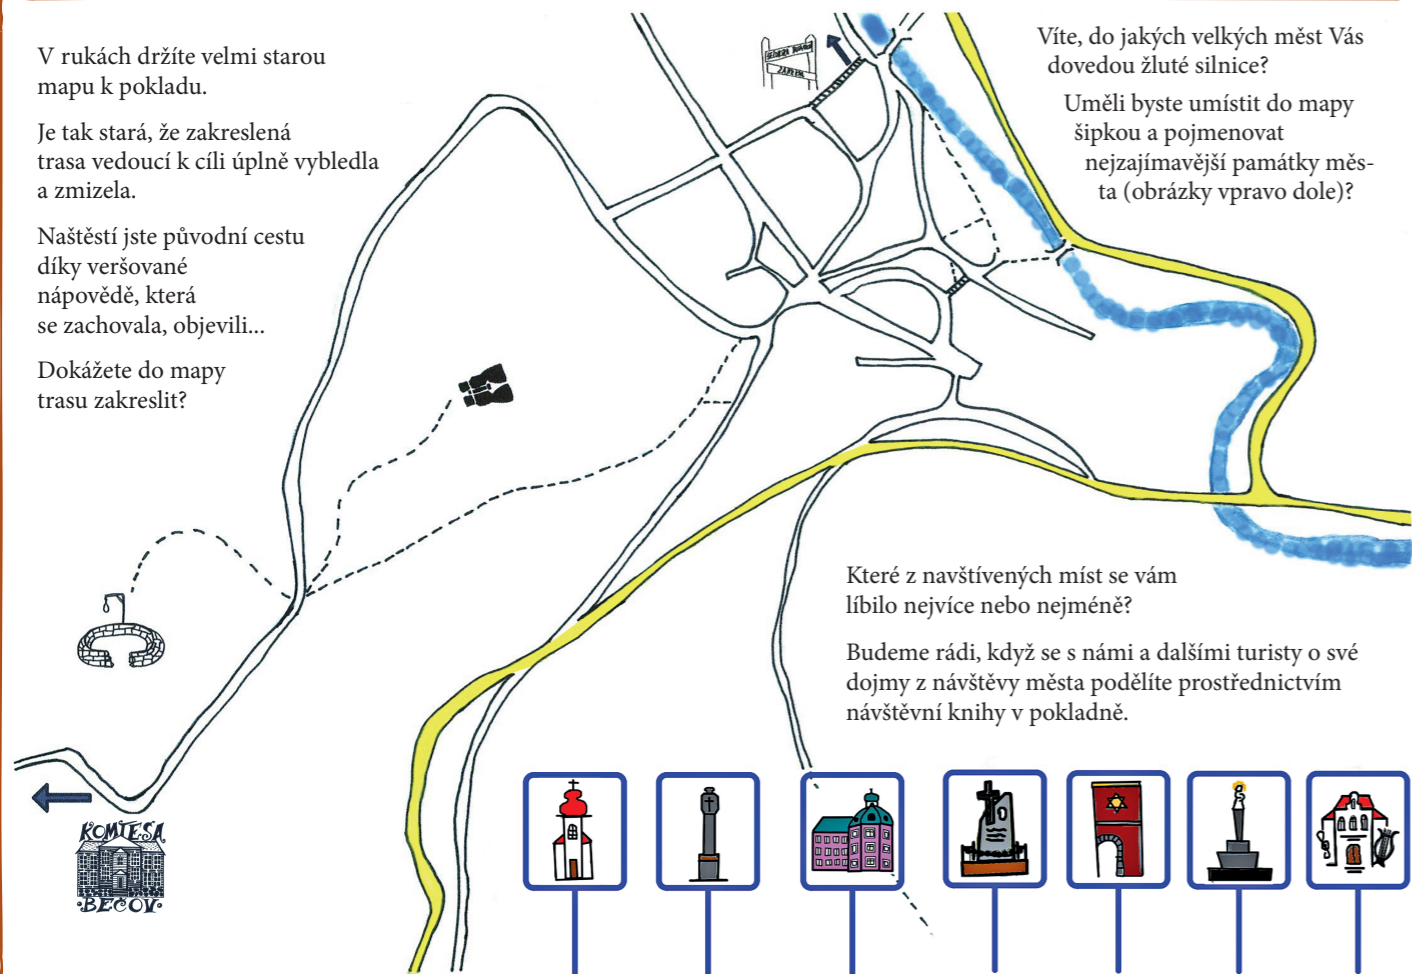 V rukách držíte velmi starou
mapu k pokladu.
Je tak stará, že zakreslená
trasa vedoucí k cíli úplně vybledla
a zmizela.
Naštěstí jste původní cestu
díky veršované
nápovědě, která
se zachovala, objevili...
Dokážete do mapy
trasu zakreslit?
Víte, do jakých velkých měst Vás
dovedou žluté silnice?
Uměli byste umístit do mapy
šipkou a pojmenovat
nejzajímavější památky měs-
ta (obrázky vpravo dole)?
Které z navštívených míst se vám
líbilo nejvíce nebo nejméně?
Budeme rádi, když se s námi a dalšími turisty o své
dojmy z návštěvy města podělíte prostřednictvím
návštěvní knihy v pokladně.
KOMTESA
·BEČOV·